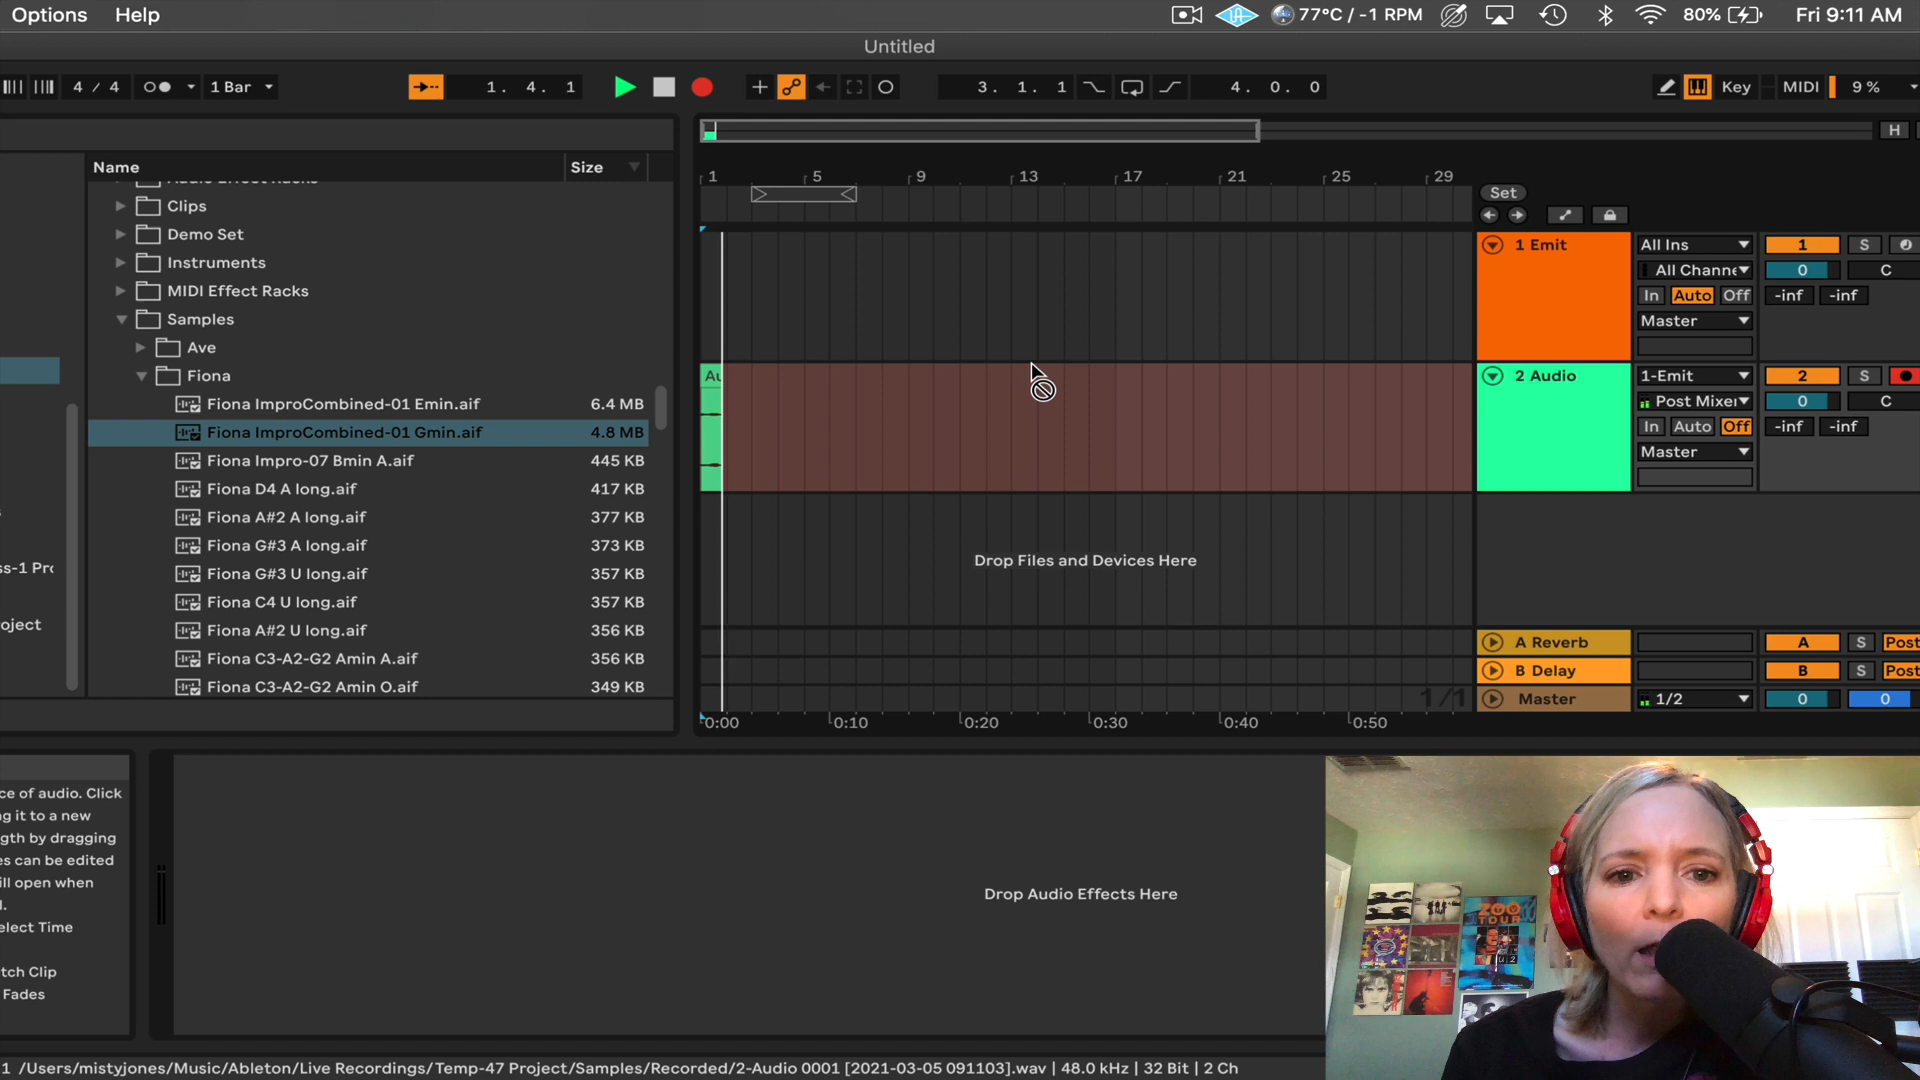 Options Help 77°C / -1 RPM 80% Fri 9:11 AM
Untitled
4 / 4 1 Bar 1. 4. 1 3. 1. 1 4. 0. 0 Key MIDI 9 %
H
Name Size
1 5 9 13 17 21 25 29
Set
Clips
Demo Set
Instruments
MIDI Effect Racks
Samples
Ave
Fiona
Fiona ImproCombined-01 Emin.aif 6.4 MB
Fiona ImproCombined-01 Gmin.aif 4.8 MB
Fiona Impro-07 Bmin A.aif 445 KB
Fiona D4 A long.aif 417 KB
Fiona A#2 A long.aif 377 KB
Fiona G#3 A long.aif 373 KB
Fiona G#3 U long.aif 357 KB
Fiona C4 U long.aif 357 KB
Fiona A#2 U long.aif 356 KB
Fiona C3-A2-G2 Amin A.aif 356 KB
Fiona C3-A2-G2 Amin O.aif 349 KB
ss-1 Pro
oject
1 Emit All Ins 1 S
All Channe 0 C
In Auto Off -inf -inf
Master
Au
2 Audio 1-Emit 2 S
Post Mixer 0 C
In Auto Off -inf -inf
Master
Drop Files and Devices Here
A Reverb A S Post
B Delay B S Post
1/1 Master 1/2 0 0
0:00 0:10 0:20 0:30 0:40 0:50
ce of audio. Click
ng it to a new
gth by dragging
es can be edited
ill open when
elect Time
tch Clip
Fades
Drop Audio Effects Here
ZOO
TOUR
U2
1 /Users/mistyjones/Music/Ableton/Live Recordings/Temp-47 Project/Samples/Recorded/2-Audio 0001 [2021-03-05 091103].wav | 48.0 kHz | 32 Bit | 2 Ch